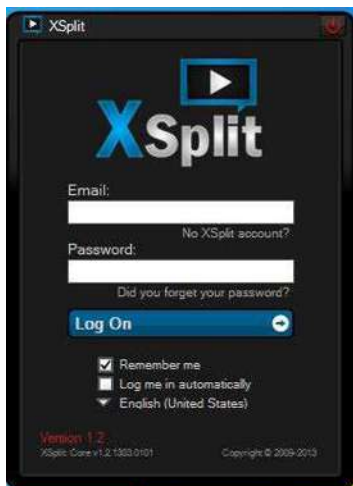 XSplit
XSplit
Email:
No XSplit account?
Password:
Did you forget your password?
Log On
Remember me
Log me in automatically
English (United States)
Version 1.2
XSplit Core v1.2.1303.0101
Copyright © 2009-2013